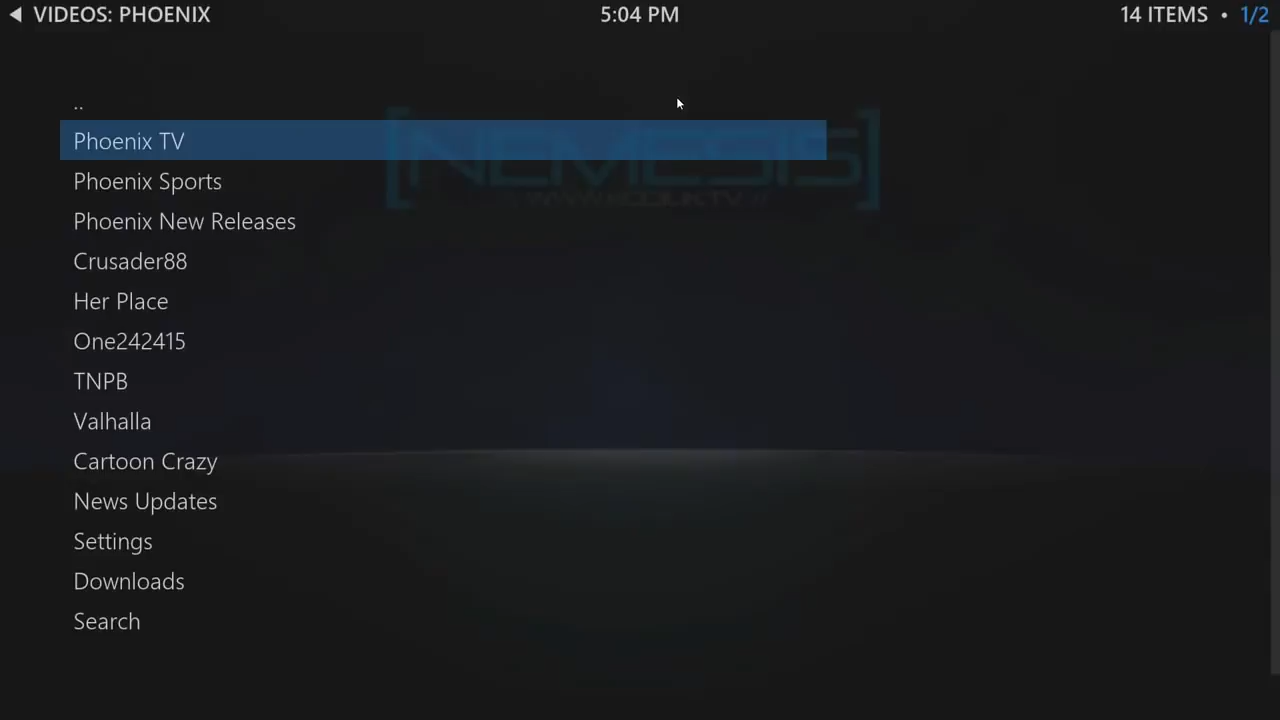 VIDEOS: PHOENIX
5:04 PM
14 ITEMS • 1/2
..
Phoenix TV
[NEMESIS]
Phoenix Sports
Phoenix New Releases
Crusader88
Her Place
One242415
TNPB
Valhalla
Cartoon Crazy
News Updates
Settings
Downloads
Search